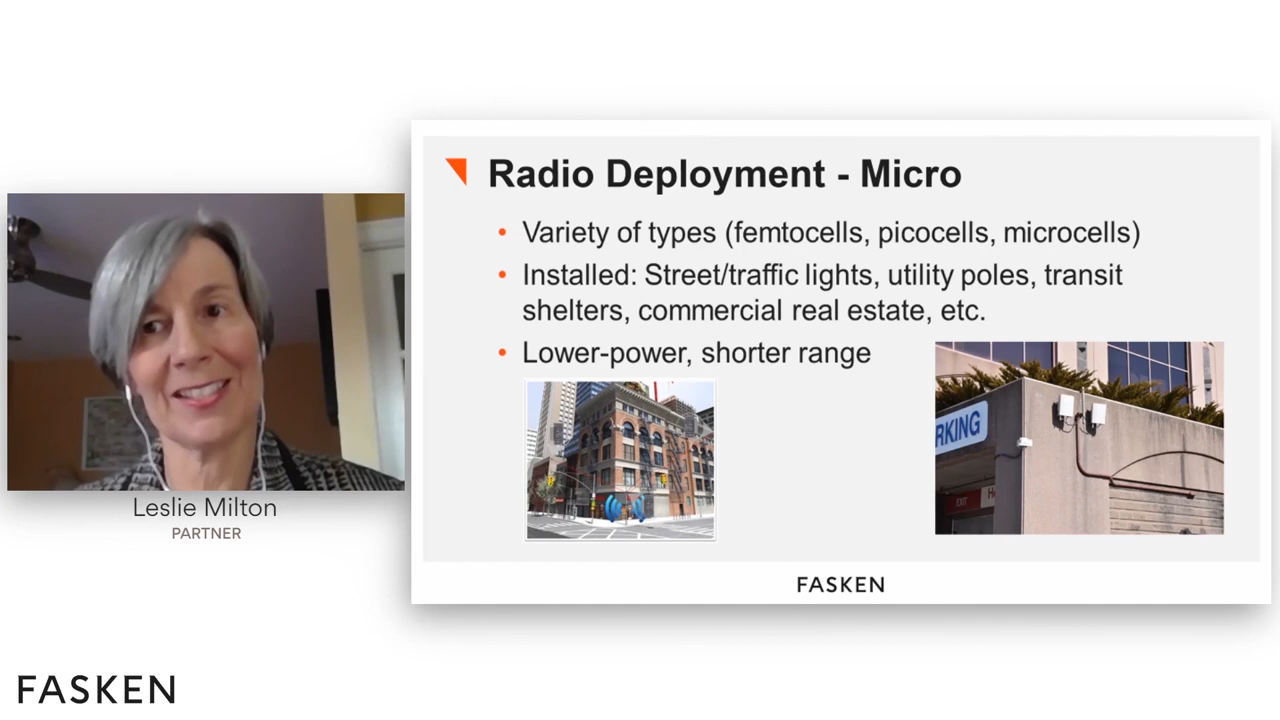 Radio Deployment - Micro
• Variety of types (femtocells, picocells, microcells)
• Installed: Street/traffic lights, utility poles, transit
shelters, commercial real estate, etc.
• Lower-power, shorter range
RKING
EXIT
FASKEN
Leslie Milton
PARTNER
FASKEN